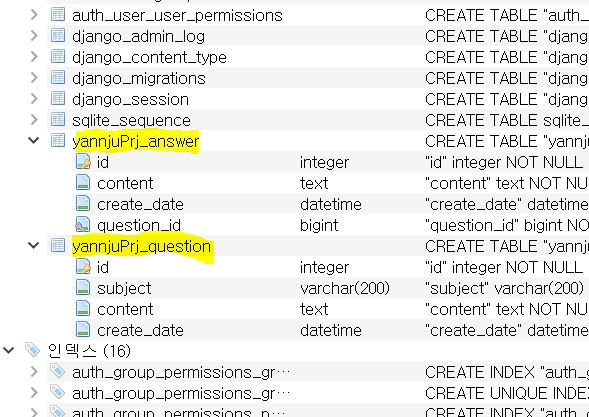 auth_user_user_permissions CREATE TABLE "auth_
django_admin_log CREATE TABLE "djang
django_content_type CREATE TABLE "djang
django_migrations CREATE TABLE "djang
django_session CREATE TABLE "djang
sqlite_sequence CREATE TABLE sqlite_
yannjuPrj_answer CREATE TABLE "yannj
id integer "id" integer NOT NULL
content text "content" text NOT NU
create_date datetime "create_date" datetime
question_id bigint "question_id" bigint NO
yannjuPrj_question CREATE TABLE "yannj
id integer "id" integer NOT NULL
subject varchar(200) "subject" varchar(200)
content text "content" text NOT NU
create_date datetime "create_date" datetime
인덱스 (16)
auth_group_permissions_gr··· CREATE INDEX "auth_g
auth_group_permissions_gr··· CREATE UNIQUE INDEX
auth_group_permissions_p··· CREATE INDEX "auth_g